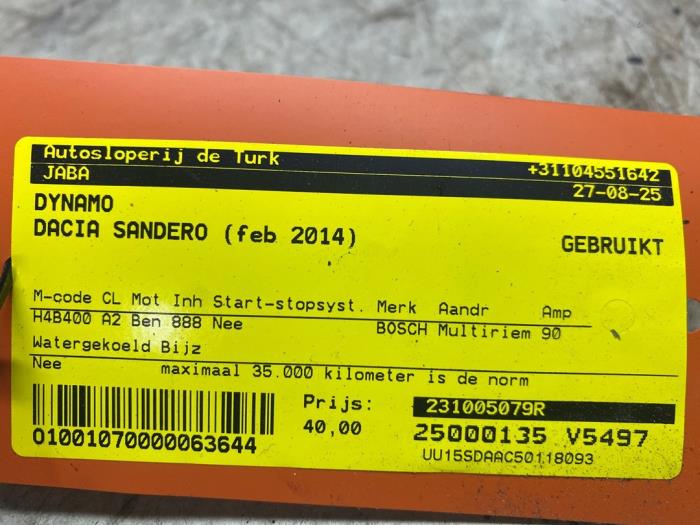 Autosloperij de Turk +31104551642
JABA 27-08-25
DYNAMO
DACIA SANDERO (feb 2014) GEBRUIKT
M-code CL Mot Inh Start-stopsyst. Merk Aandr Amp
H4B400 A2 Ben 888 Nee BOSCH Multiriem 90
Watergekoeld Bijz
Nee maximaal 35.000 kilometer is de norm
Prijs: 231005079R
40,00 25000135 V5497
0100107000063644 UU15SDAAC50118093